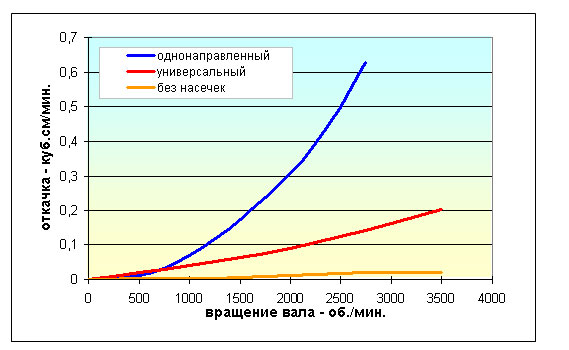 откачка - куб.см/мин.
0,7
0,6
0,5
0,4
0,3
0,2
0,1
0
однонаправленный
универсальный
без насечек
0 500 1000 1500 2000 2500 3000 3500 4000
вращение вала - об./мин.